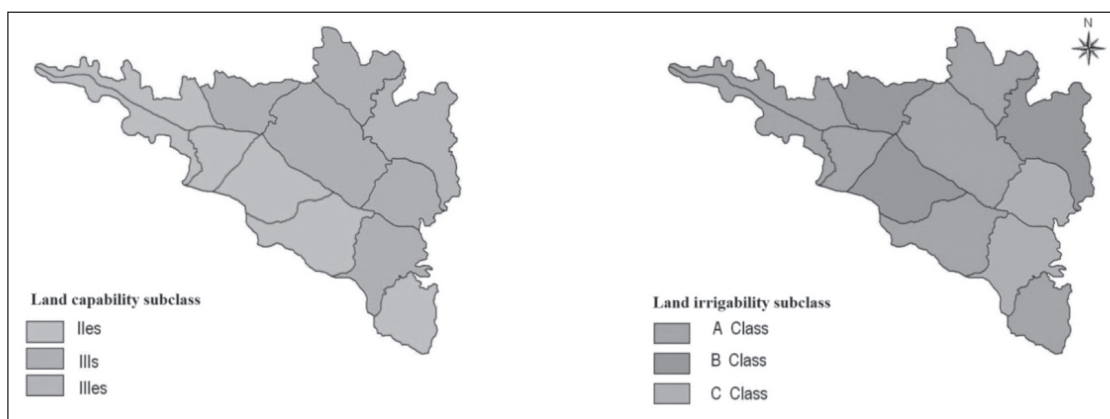 N
Land capability subclass
IIes
IIIs
IIIes
Land irrigability subclass
A Class
B Class
C Class